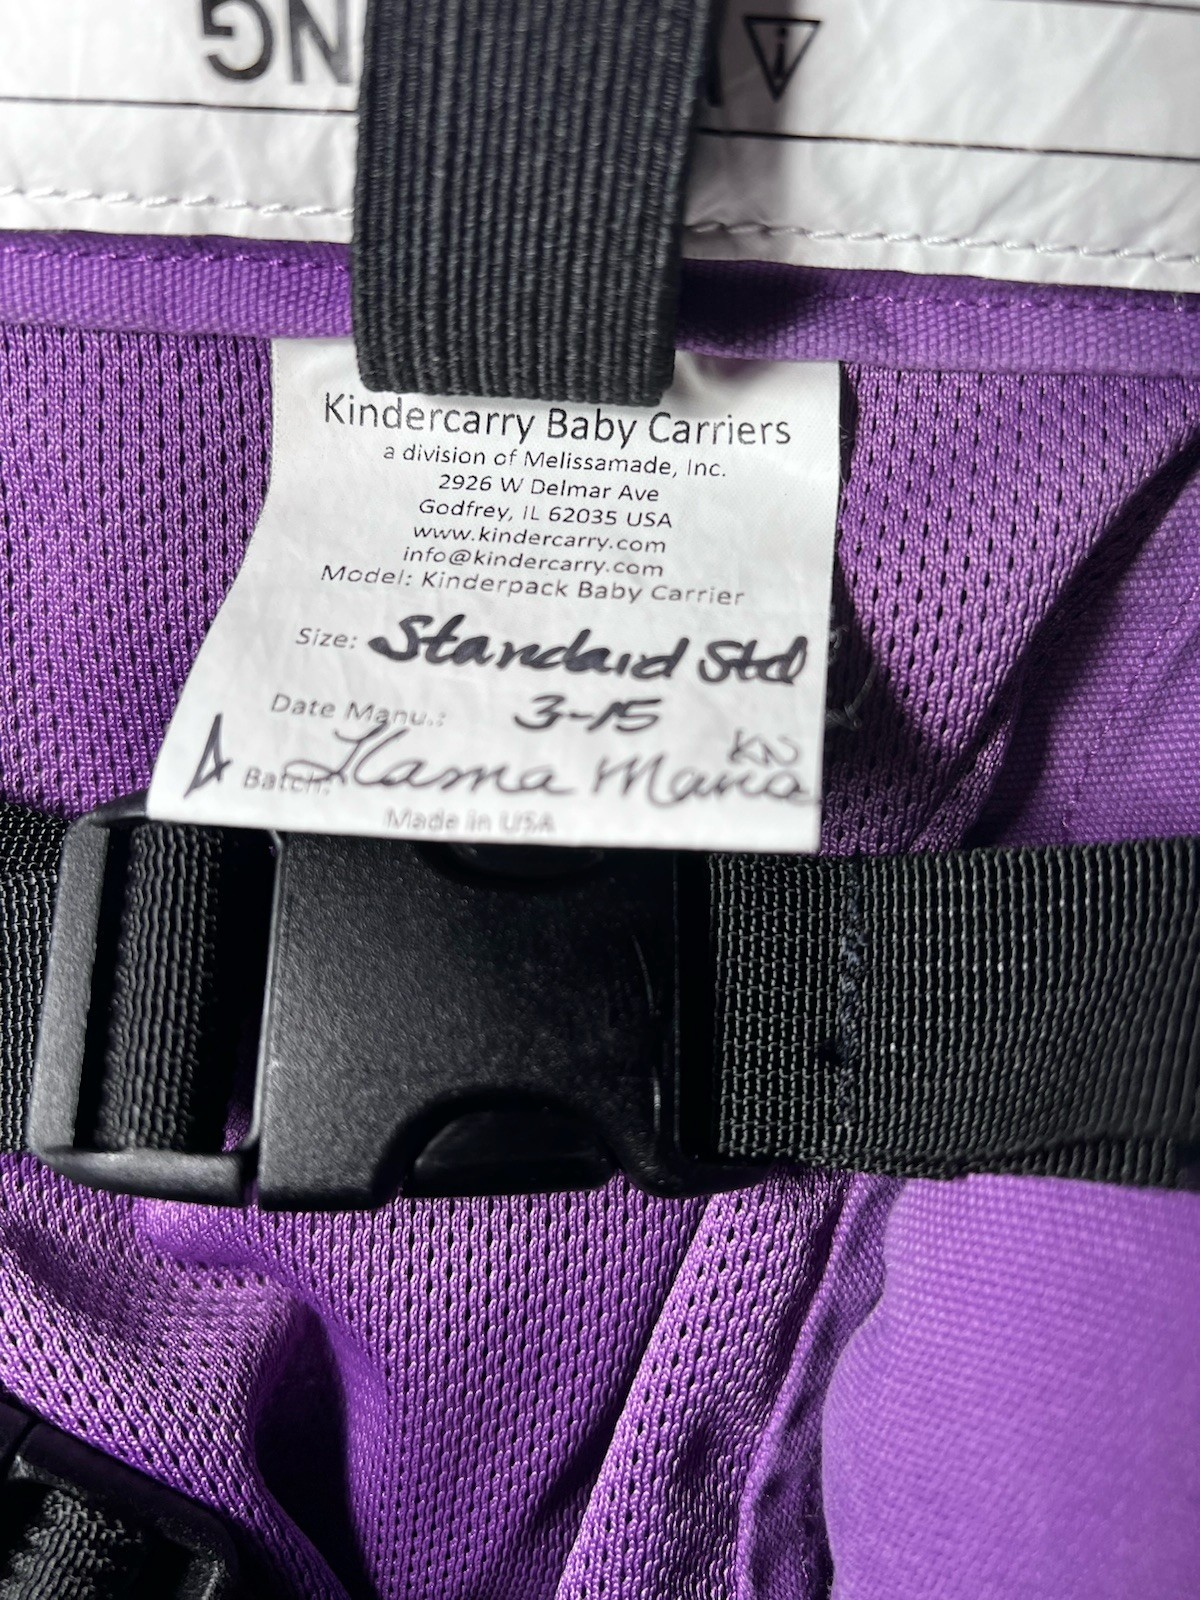 Kindercarry Baby Carriers
a division of Melissamade, Inc.
2926 W Delmar Ave
Godfrey, IL 62035 USA
www.kindercarry.com
info@kindercarry.com
Model: Kinderpack Baby Carrier
Size: Standard Std
Date Manu.: 3-15
KN
Batch: Llama Mania
Made in USA